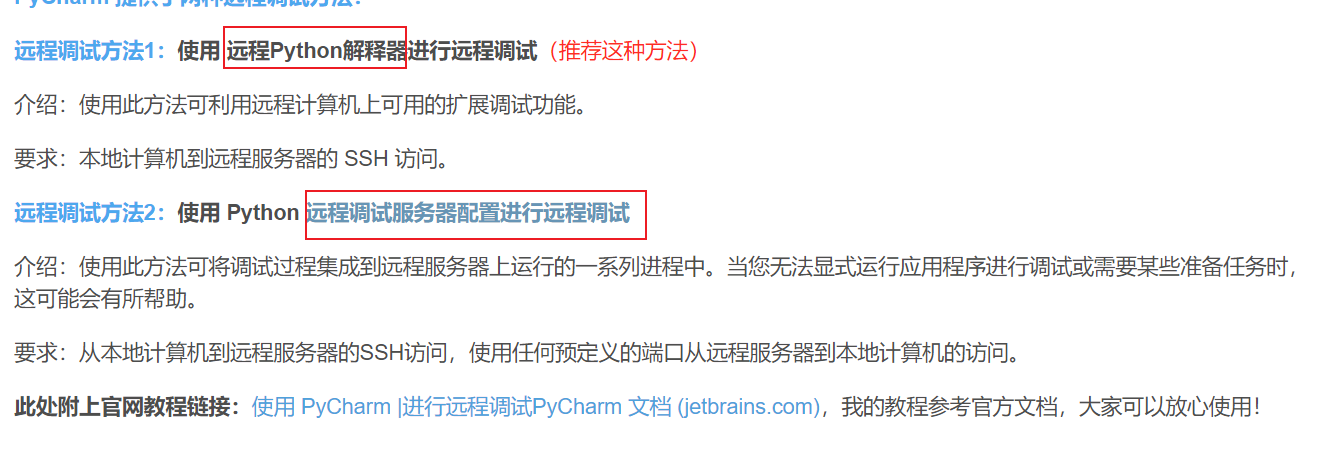 PyCharm 提供了两种远程调试方法：
远程调试方法1：使用 远程Python解释器进行远程调试（推荐这种方法）
介绍：使用此方法可利用远程计算机上可用的扩展调试功能。
要求：本地计算机到远程服务器的 SSH 访问。
远程调试方法2：使用 Python 远程调试服务器配置进行远程调试
介绍：使用此方法可将调试过程集成到远程服务器上运行的一系列进程中。当您无法显式运行应用程序进行调试或需要某些准备任务时，
这可能会有所帮助。
要求：从本地计算机到远程服务器的SSH访问，使用任何预定义的端口从远程服务器到本地计算机的访问。
此处附上官网教程链接：使用 PyCharm |进行远程调试PyCharm 文档 (jetbrains.com)，我的教程参考官方文档，大家可以放心使用！